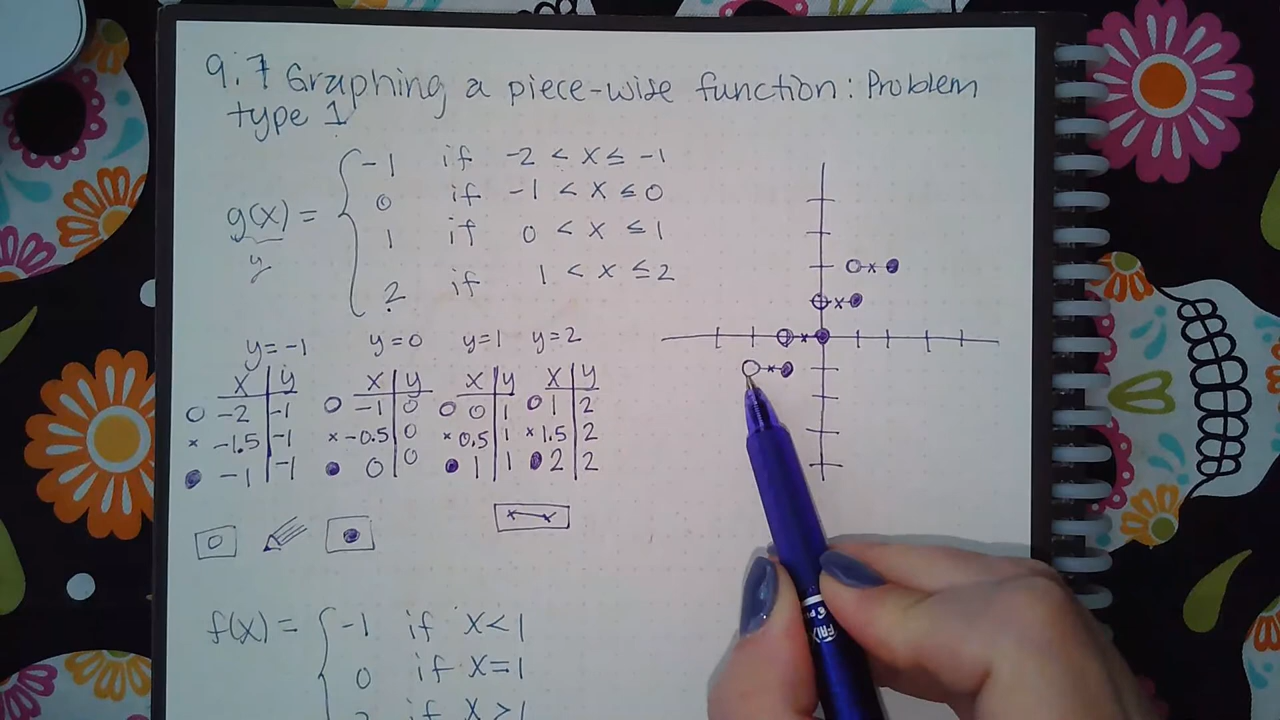 9.7 Graphing a piece-wise function: Problem
type 1
g(x) = { -1 if -2 < x ≤ -1
0 if -1 < x ≤ 0
1 if 0 < x ≤ 1
2 if 1 < x ≤ 2
y
y=-1 y=0 y=1 y=2
x y x y x y x y
-2 -1 -1 0 0 1 1 2
x -1.5 -1 x -0.5 0 x 0.5 1 x 1.5 2
-1 -1 0 0 1 1 2 2
f(x) = { -1 if x<1
0 if x=1
if x>1